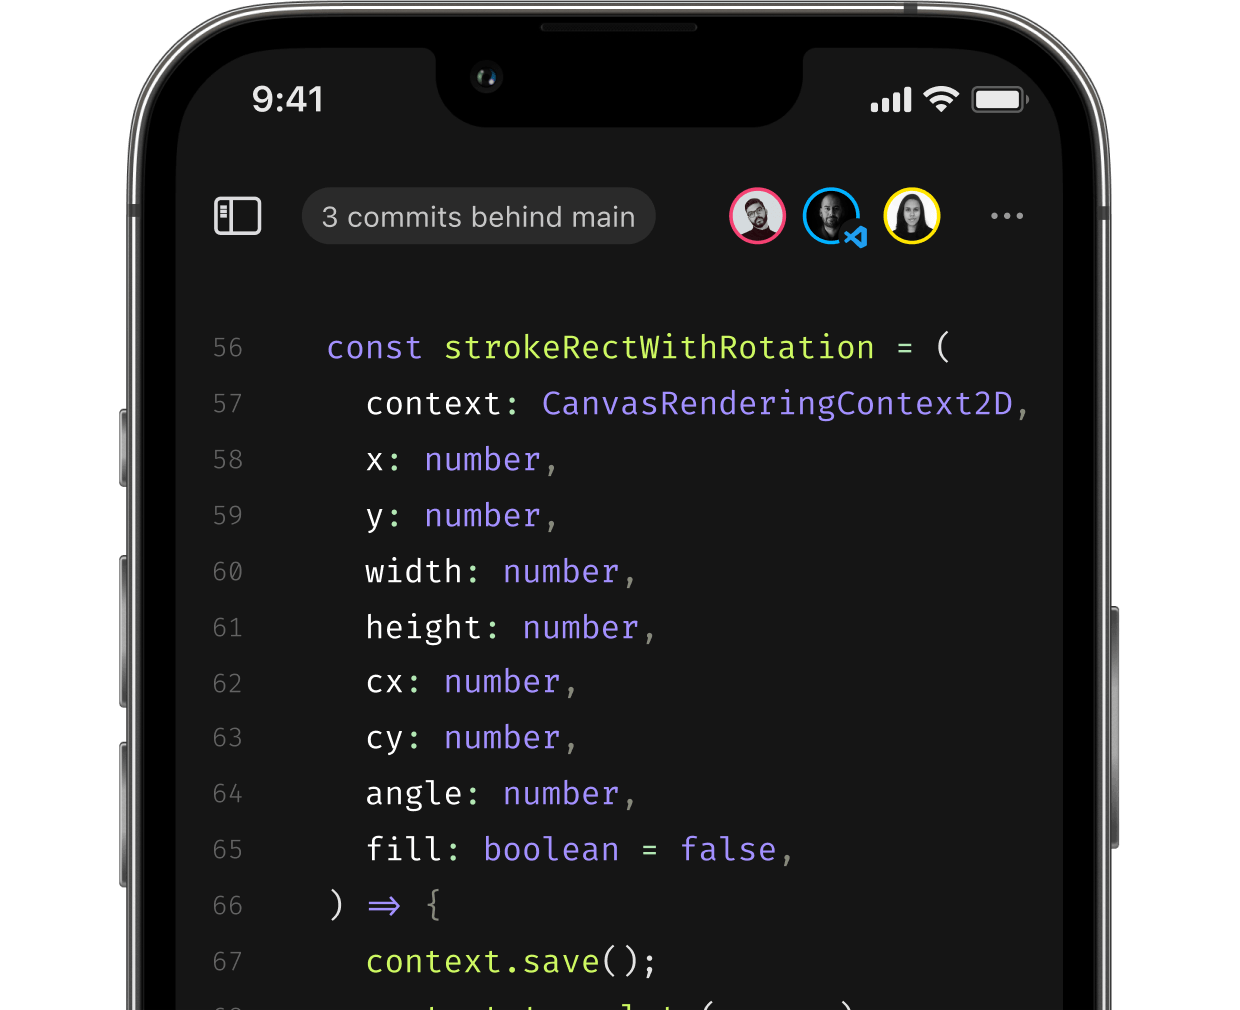 9:41
3 commits behind main
56 const strokeRectWithRotation = (
57 context: CanvasRenderingContext2D,
58 x: number,
59 y: number,
60 width: number,
61 height: number,
62 cx: number,
63 cy: number,
64 angle: number,
65 fill: boolean = false,
66 ) => {
67 context.save();